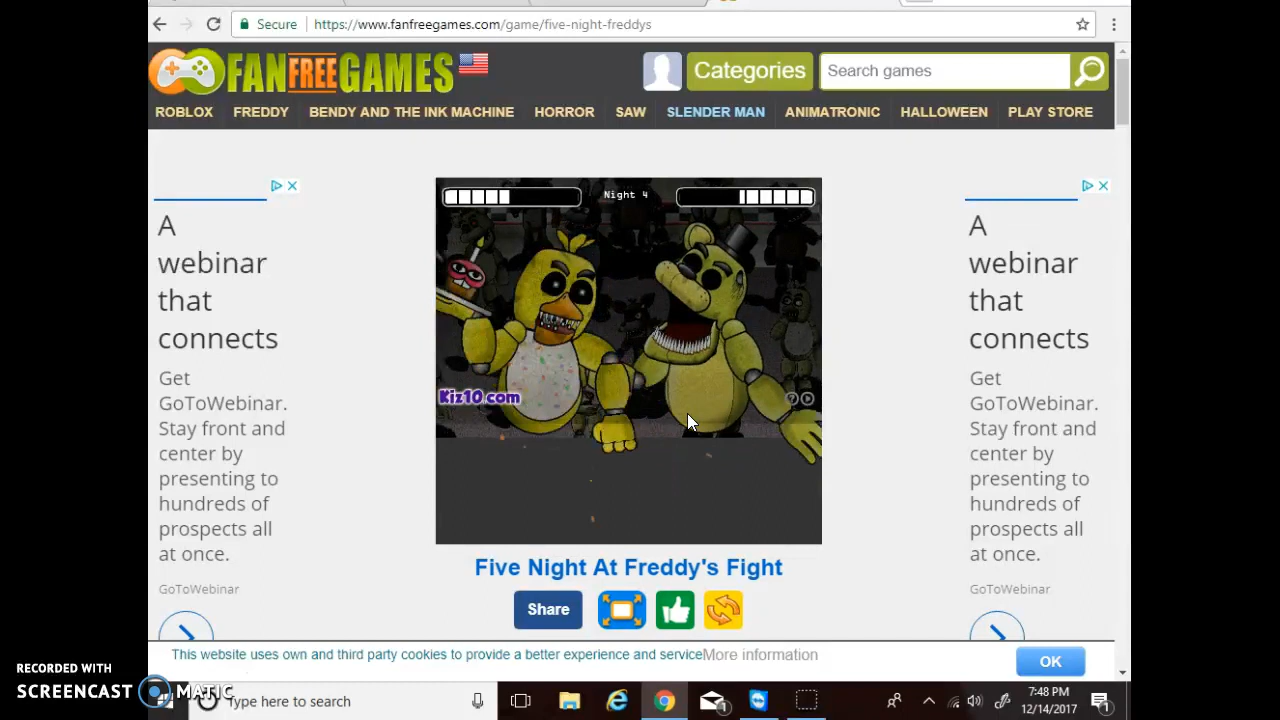 Secure
https://www.fanfreegames.com/game/five-night-freddys
FANFREEGAMES
Categories
Search games
ROBLOX
FREDDY
BENDY AND THE INK MACHINE
HORROR
SAW
SLENDER MAN
ANIMATRONIC
HALLOWEEN
PLAY STORE
A
webinar
that
connects
Get
GoToWebinar.
Stay front and
center by
presenting to
hundreds of
prospects all
at once.
GoToWebinar
Night 4
Kiz10.com
?
A
webinar
that
connects
Get
GoToWebinar.
Stay front and
center by
presenting to
hundreds of
prospects all
at once.
GoToWebinar
Five Night At Freddy's Fight
Share
This website uses own and third party cookies to provide a better experience and serviceMore information
OK
RECORDED WITH
SCREENCAST MATIC
Type here to search
1
7:48 PM
12/14/2017
1